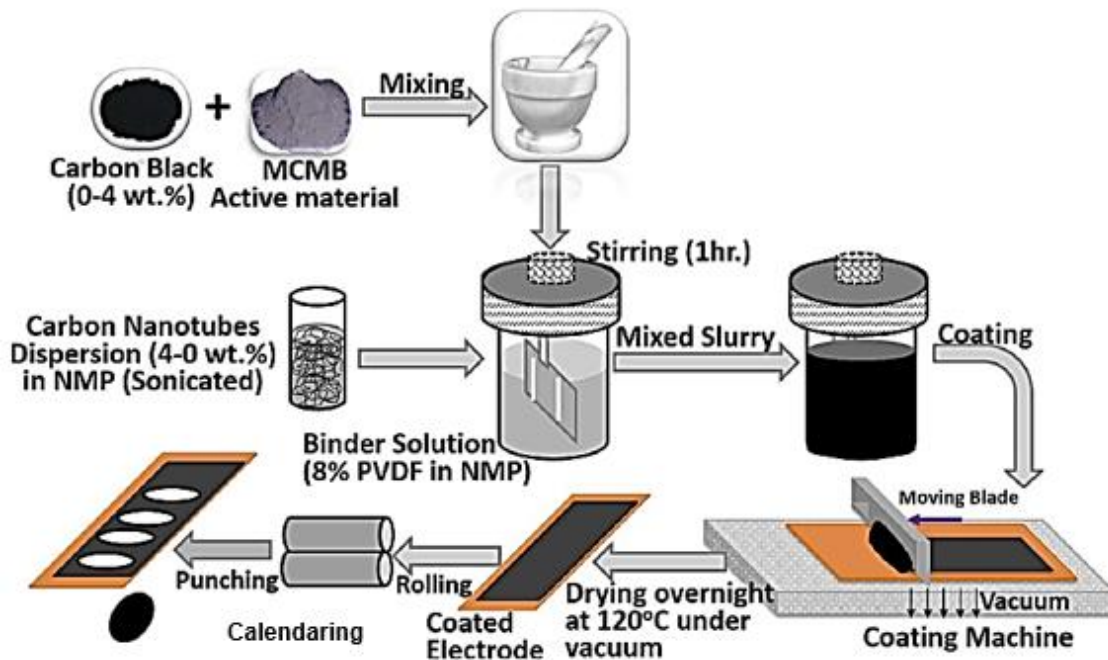 Mixing
+
Carbon Black
(0-4 wt.%)
MCMB
Active material
Stirring (1hr.)
Carbon Nanotubes
Dispersion (4-0 wt.%)
in NMP (Sonicated)
Mixed Slurry
Coating
Binder Solution
(8% PVDF in NMP)
Moving Blade
Vacuum
Coating Machine
Drying overnight
at 120°C under
vacuum
Coated
Electrode
Rolling
Calendaring
Punching